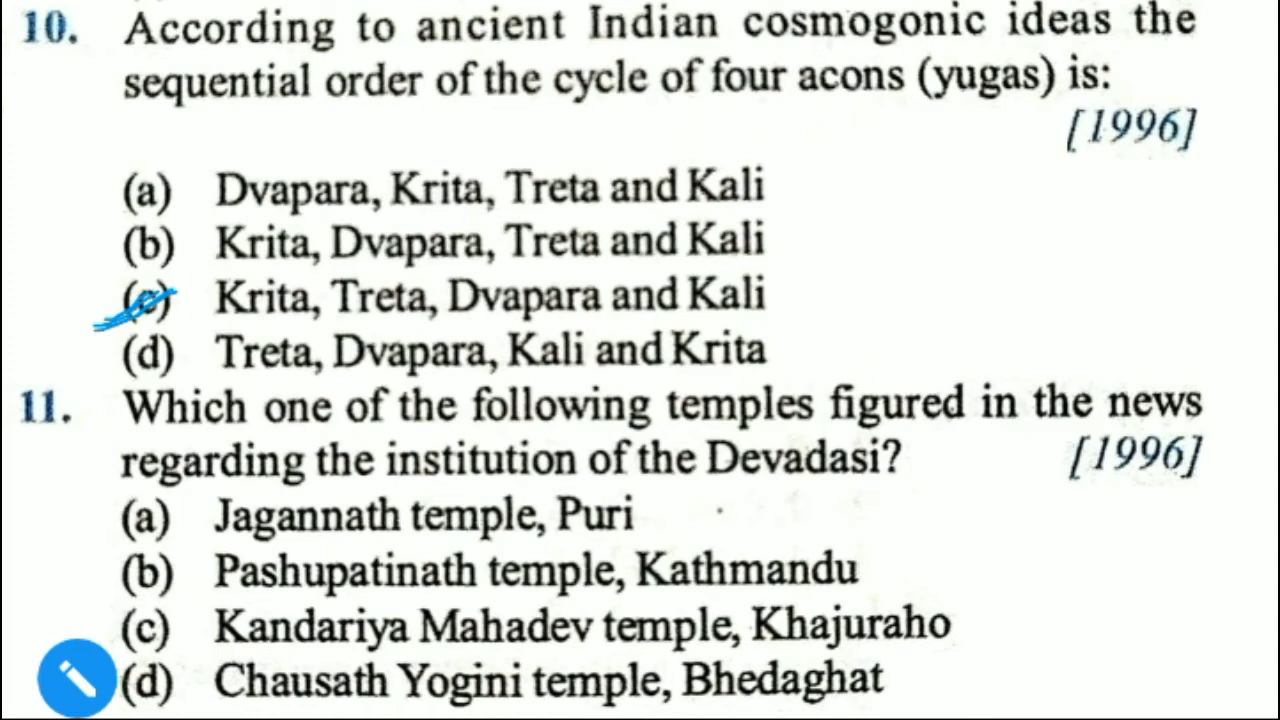 10. According to ancient Indian cosmogonic ideas the
sequential order of the cycle of four acons (yugas) is:
[1996]
(a) Dvapara, Krita, Treta and Kali
(b) Krita, Dvapara, Treta and Kali
(c) Krita, Treta, Dvapara and Kali
(d) Treta, Dvapara, Kali and Krita
11. Which one of the following temples figured in the news
regarding the institution of the Devadasi? [1996]
(a) Jagannath temple, Puri
(b) Pashupatinath temple, Kathmandu
(c) Kandariya Mahadev temple, Khajuraho
(d) Chausath Yogini temple, Bhedaghat